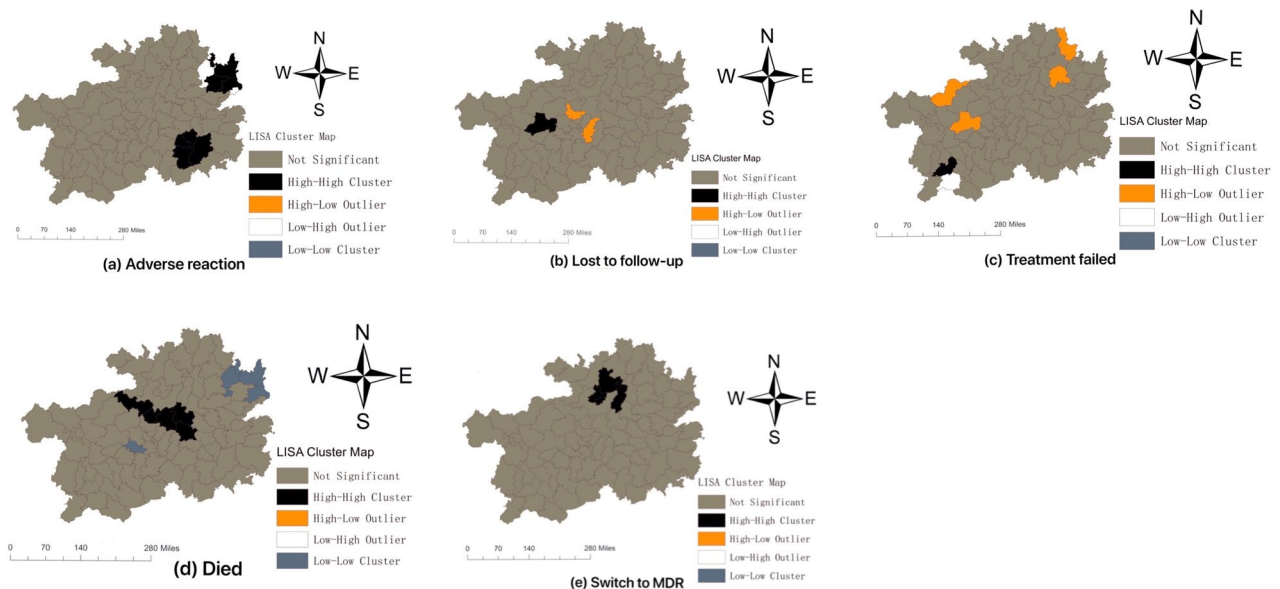 N
W E
S
LISA Cluster Map
Not Significant
High-High Cluster
High-Low Outlier
Low-High Outlier
Low-Low Cluster
0 70 140 280 Miles
(a) Adverse reaction
N
W E
S
LISA Cluster Map
Not Significant
High-High Cluster
High-Low Outlier
Low-High Outlier
Low-Low Cluster
0 70 140 280 Miles
(b) Lost to follow-up
N
W E
S
LISA Cluster Map
Not Significant
High-High Cluster
High-Low Outlier
Low-High Outlier
Low-Low Cluster
0 70 140 280 Miles
(c) Treatment failed
N
W E
S
LISA Cluster Map
Not Significant
High-High Cluster
High-Low Outlier
Low-High Outlier
Low-Low Cluster
0 70 140 280 Miles
(d) Died
N
W E
S
LISA Cluster Map
Not Significant
High-High Cluster
High-Low Outlier
Low-High Outlier
Low-Low Cluster
0 70 140 280 Miles
(e) Switch to MDR